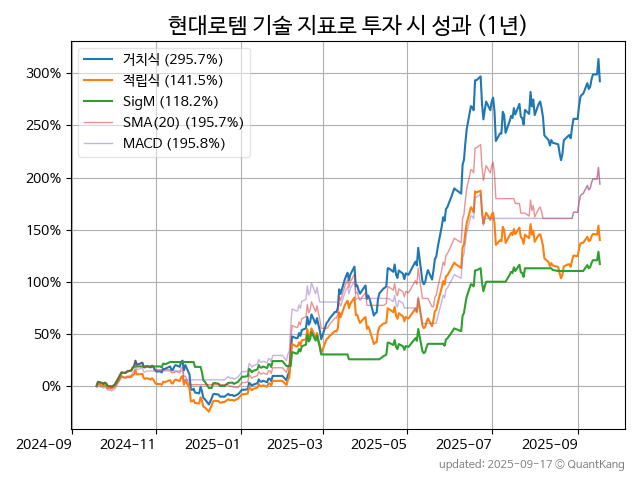 현대로템 기술 지표로 투자 시 성과 (1년)
거치식 (295.7%)
적립식 (141.5%)
SigM (118.2%)
SMA(20) (195.7%)
MACD (195.8%)
300%
250%
200%
150%
100%
50%
0%
2024-09 2024-11 2025-01 2025-03 2025-05 2025-07 2025-09
updated: 2025-09-17 © QuantKang